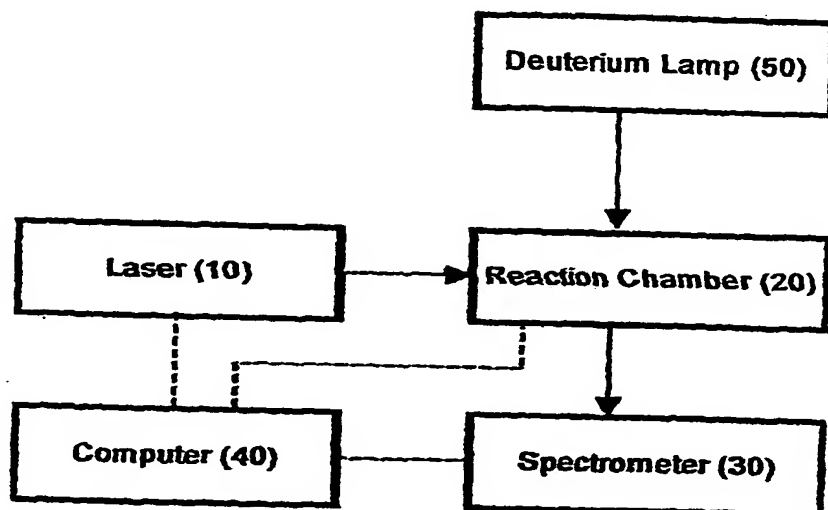 Deuterium Lamp (50)
Laser (10)
Reaction Chamber (20)
Computer (40)
Spectrometer (30)